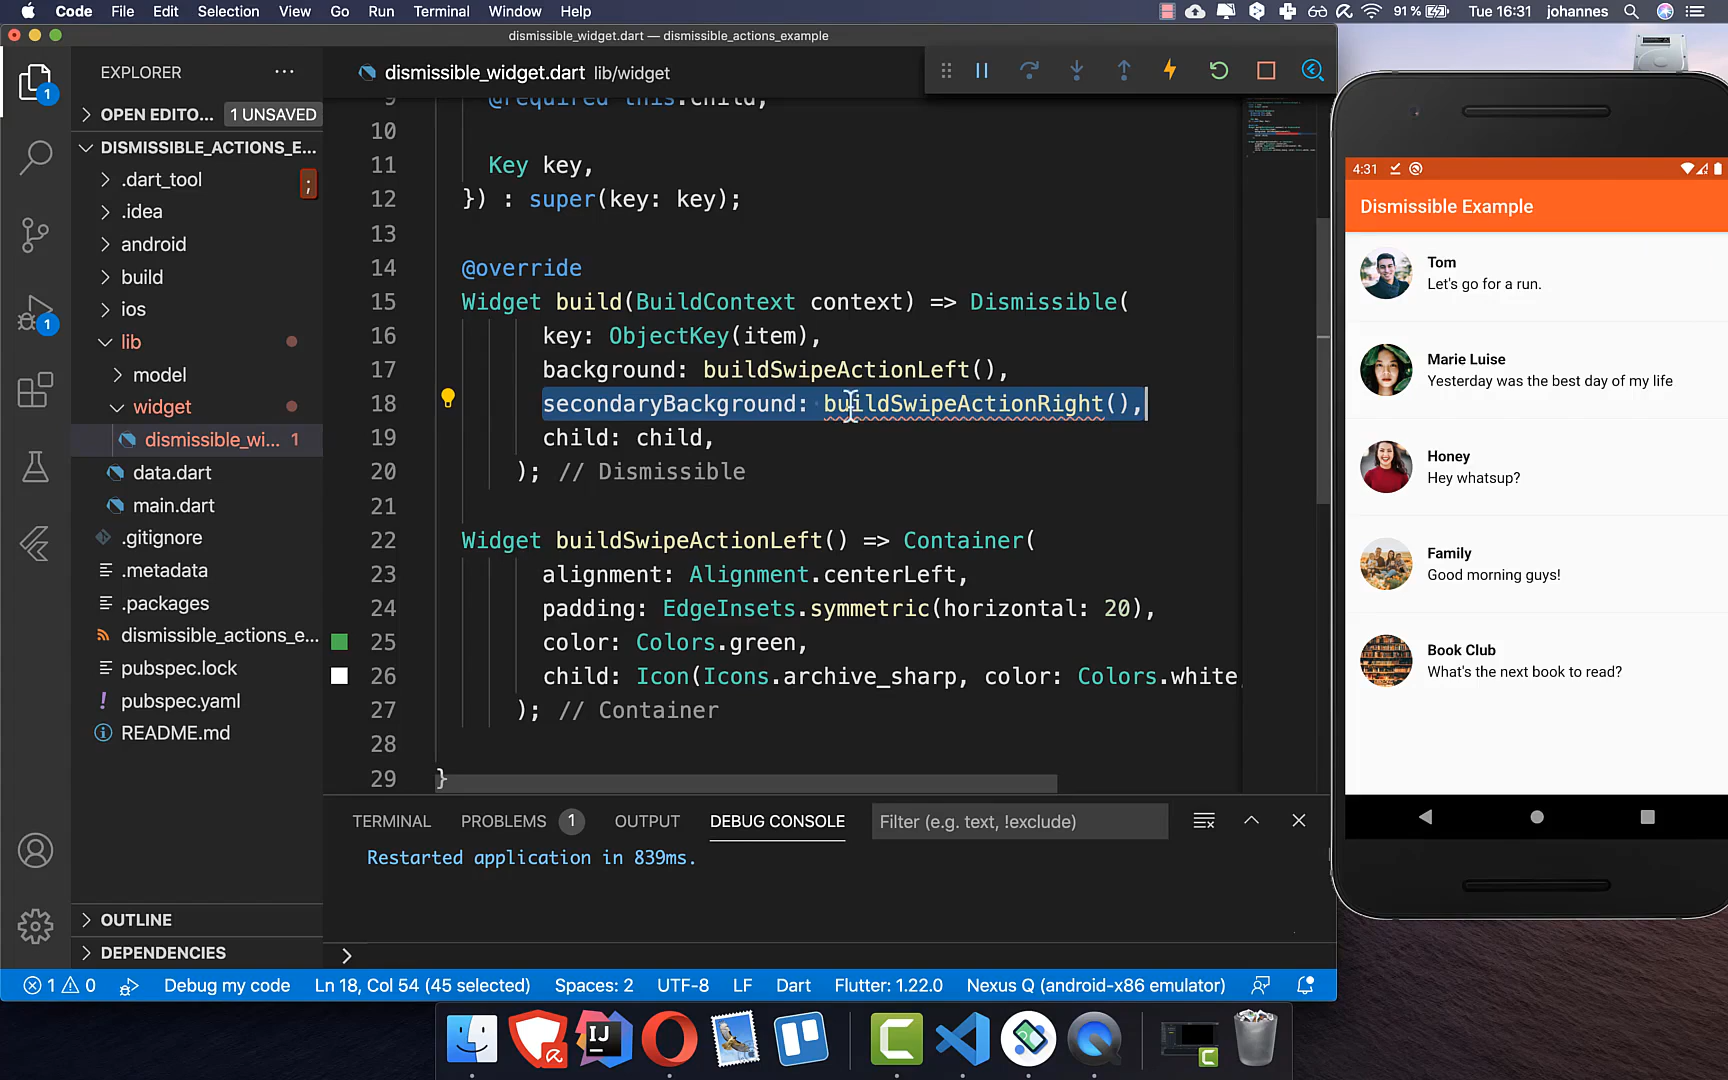 Code File Edit Selection View Go Run Terminal Window Help 91% Tue 16:31 johannes
dismissible_widget.dart — dismissible_actions_example
EXPLORER
OPEN EDITO... 1 UNSAVED
DISMISSIBLE_ACTIONS_E...
.dart_tool
;
.idea
android
build
ios
lib
model
widget
dismissible_wi... 1
data.dart
main.dart
.gitignore
.metadata
.packages
dismissible_actions_e...
pubspec.lock
pubspec.yaml
README.md
OUTLINE
DEPENDENCIES
1
1
dismissible_widget.dart lib/widget
9 @required this.child,
10
11 Key key,
12 }) : super(key: key);
13
14 @override
15 Widget build(BuildContext context) => Dismissible(
16 key: ObjectKey(item),
17 background: buildSwipeActionLeft(),
18 secondaryBackground: buildSwipeActionRight(),
19 child: child,
20 ); // Dismissible
21
22 Widget buildSwipeActionLeft() => Container(
23 alignment: Alignment.centerLeft,
24 padding: EdgeInsets.symmetric(horizontal: 20),
25 color: Colors.green,
26 child: Icon(Icons.archive_sharp, color: Colors.white,
27 ); // Container
28
29 }
TERMINAL PROBLEMS 1 OUTPUT DEBUG CONSOLE Filter (e.g. text, !exclude)
Restarted application in 839ms.
1 0 Debug my code Ln 18, Col 54 (45 selected) Spaces: 2 UTF-8 LF Dart Flutter: 1.22.0 Nexus Q (android-x86 emulator)
4:31
Dismissible Example
Tom
Let's go for a run.
Marie Luise
Yesterday was the best day of my life
Honey
Hey whatsup?
Family
Good morning guys!
Book Club
What's the next book to read?
IJ
C
C